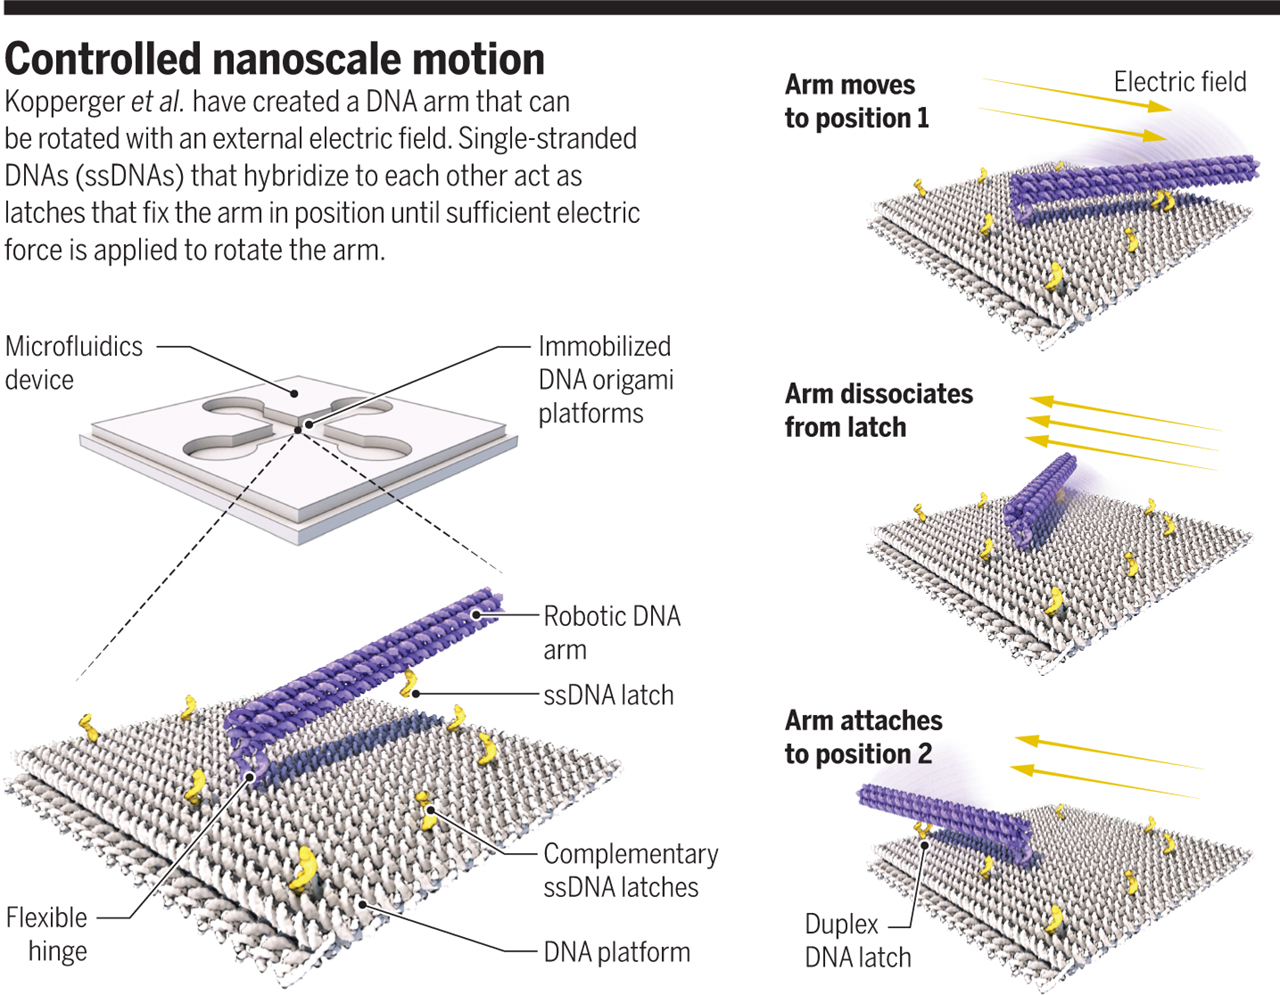 Controlled nanoscale motion
Kopperger et al. have created a DNA arm that can
be rotated with an external electric field. Single-stranded
DNAs (ssDNAs) that hybridize to each other act as
latches that fix the arm in position until sufficient electric
force is applied to rotate the arm.
Microfluidics
device
Immobilized
DNA origami
platforms
Robotic DNA
arm
ssDNA latch
Complementary
ssDNA latches
DNA platform
Flexible
hinge
Arm moves
to position 1
Electric field
Arm dissociates
from latch
Arm attaches
to position 2
Duplex
DNA latch